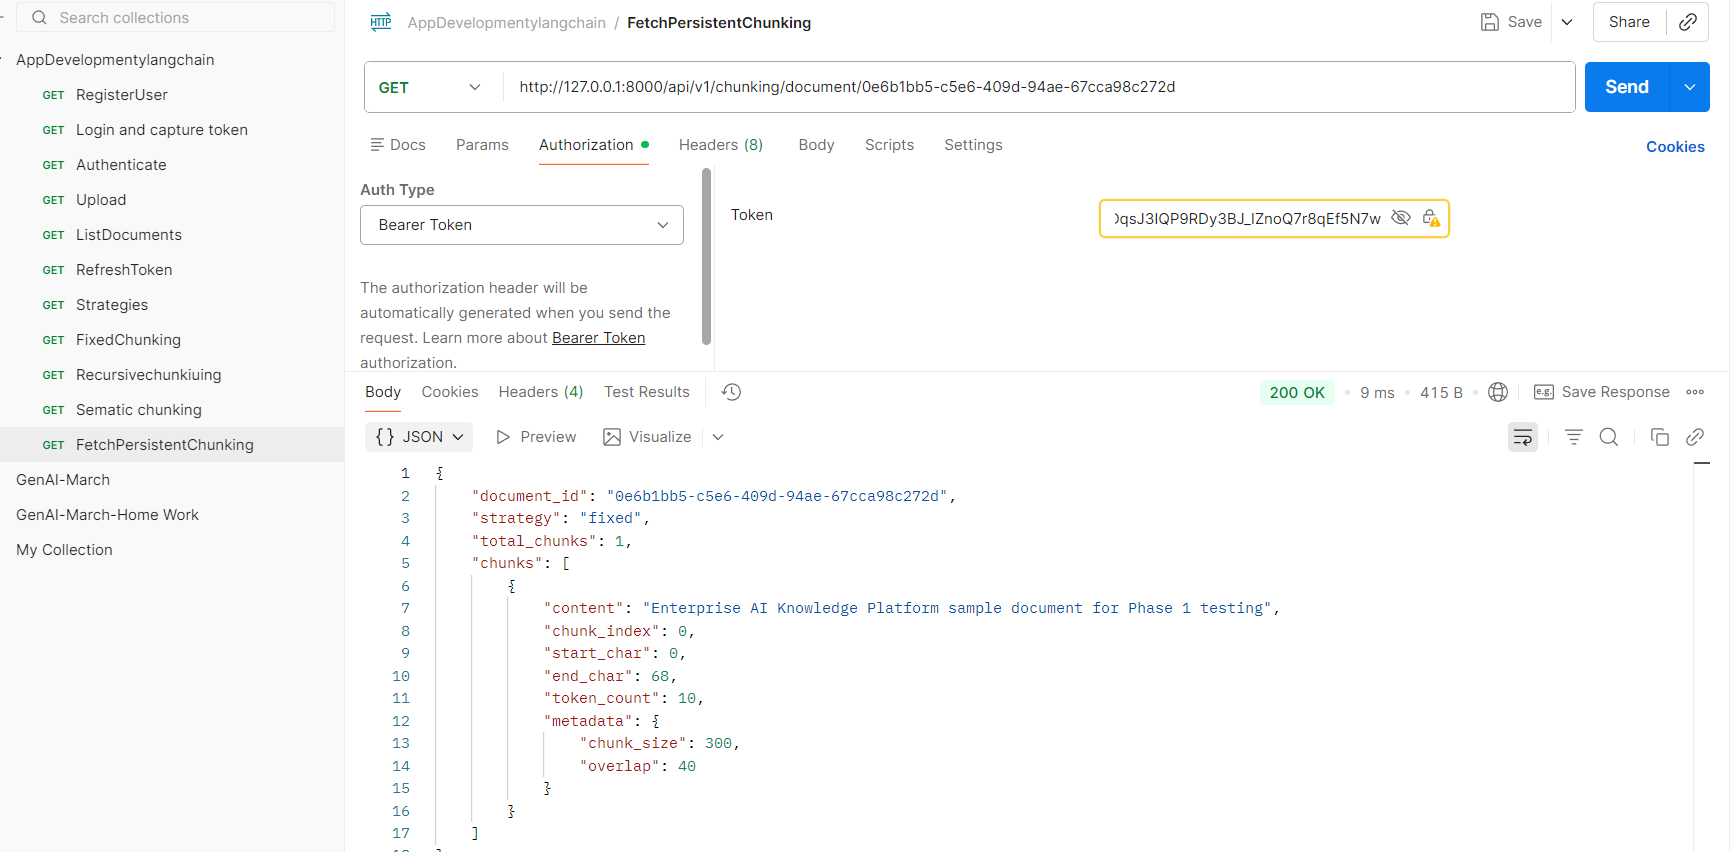 Search collections
AppDevelopmentylangchain
GET RegisterUser
GET Login and capture token
GET Authenticate
GET Upload
GET ListDocuments
GET RefreshToken
GET Strategies
GET FixedChunking
GET Recursivechunkiuing
GET Sematic chunking
GET FetchPersistentChunking
GenAI-March
GenAI-March-Home Work
My Collection
HTTP AppDevelopmentylangchain / FetchPersistentChunking
Save
Share
GET http://127.0.0.1:8000/api/v1/chunking/document/0e6b1bb5-c5e6-409d-94ae-67cca98c272d
Send
Docs Params Authorization Headers (8) Body Scripts Settings
Cookies
Auth Type
Bearer Token
The authorization header will be
automatically generated when you send the
request. Learn more about Bearer Token
authorization.
Token
qsJ3IQP9RDy3BJ_IZnoQ7r8qEf5N7w
Body Cookies Headers (4) Test Results
200 OK • 9 ms • 415 B
e.g. Save Response
{} JSON Preview Visualize
1 {
2 "document_id": "0e6b1bb5-c5e6-409d-94ae-67cca98c272d",
3 "strategy": "fixed",
4 "total_chunks": 1,
5 "chunks": [
6 {
7 "content": "Enterprise AI Knowledge Platform sample document for Phase 1 testing",
8 "chunk_index": 0,
9 "start_char": 0,
10 "end_char": 68,
11 "token_count": 10,
12 "metadata": {
13 "chunk_size": 300,
14 "overlap": 40
15 }
16 }
17 ]